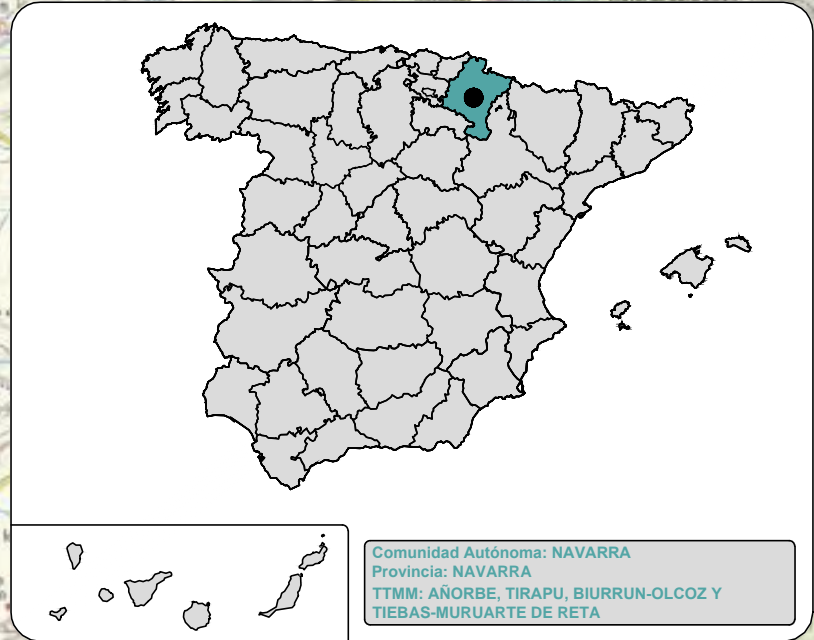 Comunidad Autónoma: NAVARRA
Provincia: NAVARRA
TTMM: AÑORBE, TIRAPU, BIURRUN-OLCOZ Y
TIEBAS-MURUARTE DE RETA